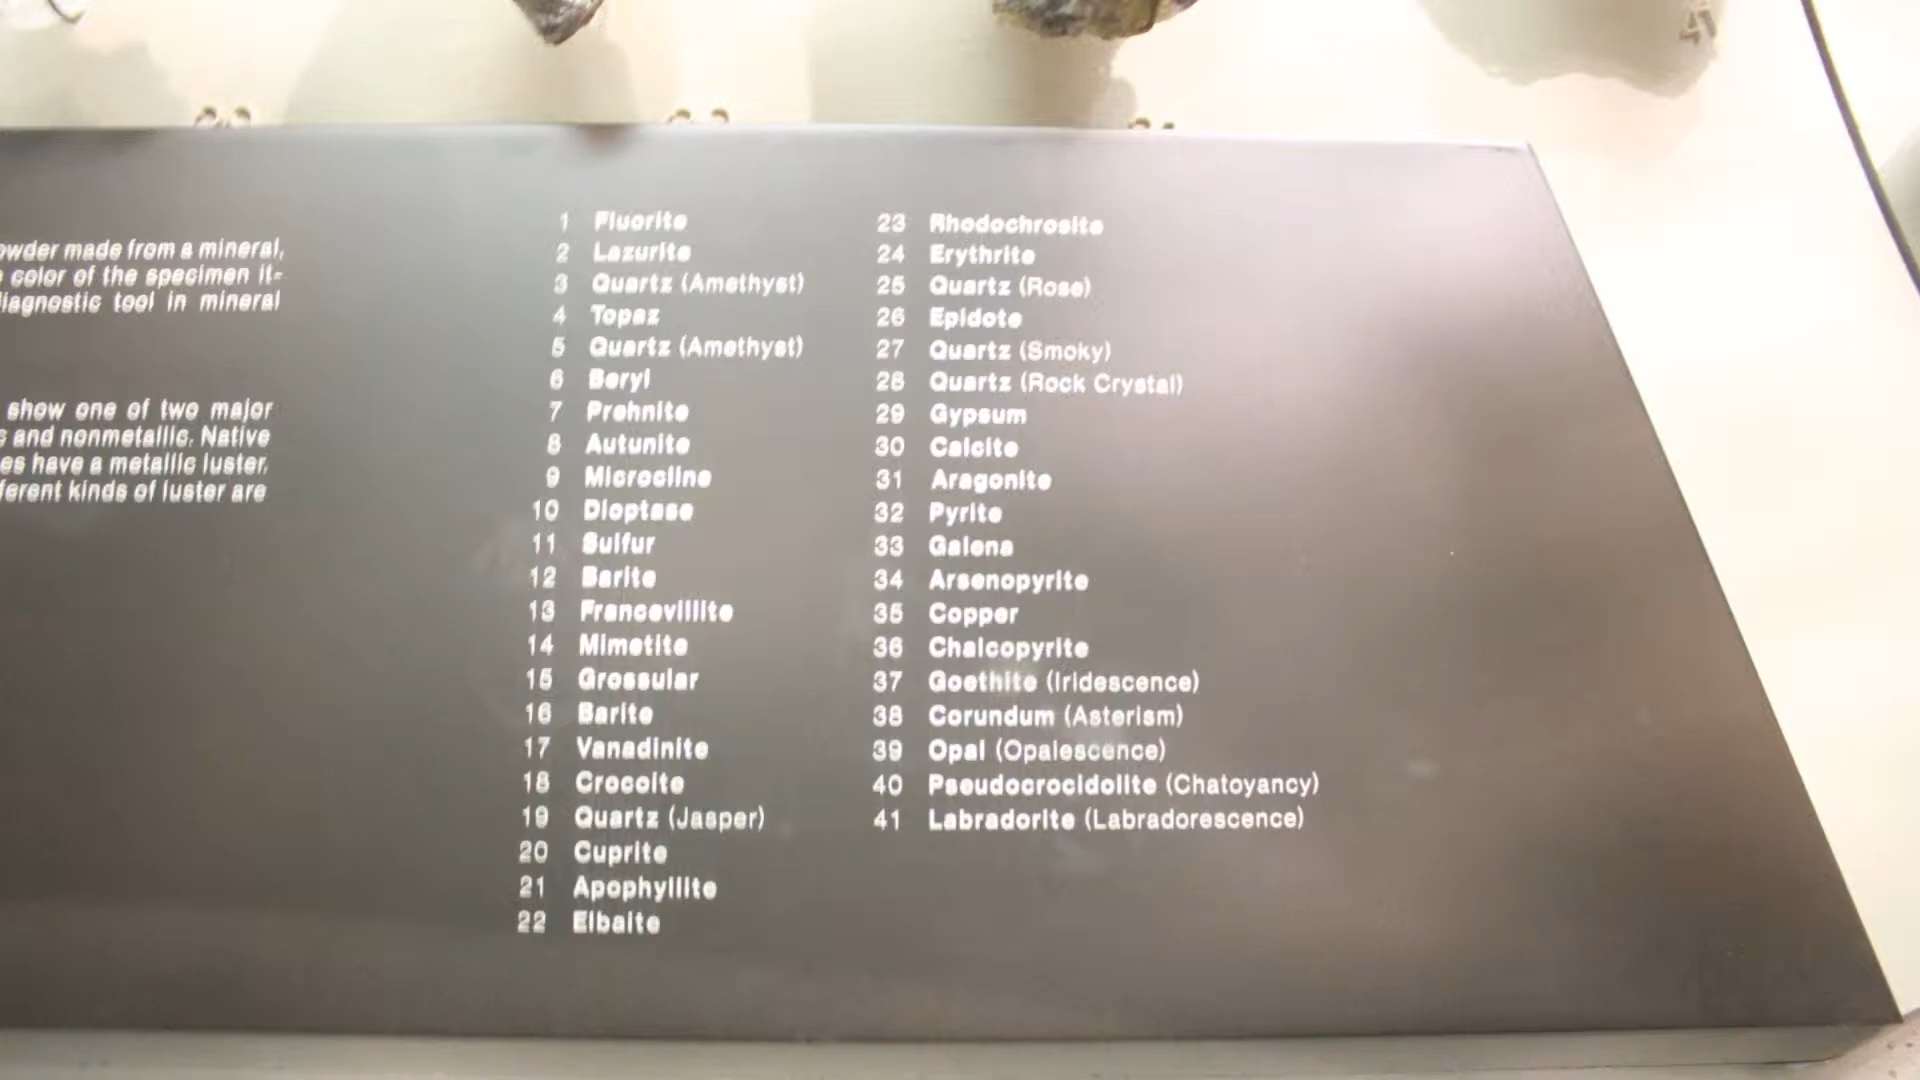 owder made from a mineral,
color of the specimen it-
iagnostic tool in mineral
show one of two major
and nonmetallic. Native
es have a metallic luster.
ferent kinds of luster are
1 Fluorite
2 Lazurite
3 Quartz (Amethyst)
4 Topaz
5 Quartz (Amethyst)
6 Beryl
7 Prehnite
8 Autunite
9 Microcline
10 Dioptase
11 Sulfur
12 Barite
13 Francevillite
14 Mimetite
15 Grossular
16 Barite
17 Vanadinite
18 Crocoite
19 Quartz (Jasper)
20 Cuprite
21 Apophyllite
22 Elbaite
23 Rhodochrosite
24 Erythrite
25 Quartz (Rose)
26 Epidote
27 Quartz (Smoky)
28 Quartz (Rock Crystal)
29 Gypsum
30 Calcite
31 Aragonite
32 Pyrite
33 Galena
34 Arsenopyrite
35 Copper
36 Chalcopyrite
37 Goethite (Iridescence)
38 Corundum (Asterism)
39 Opal (Opalescence)
40 Pseudocrocidolite (Chatoyancy)
41 Labradorite (Labradorescence)